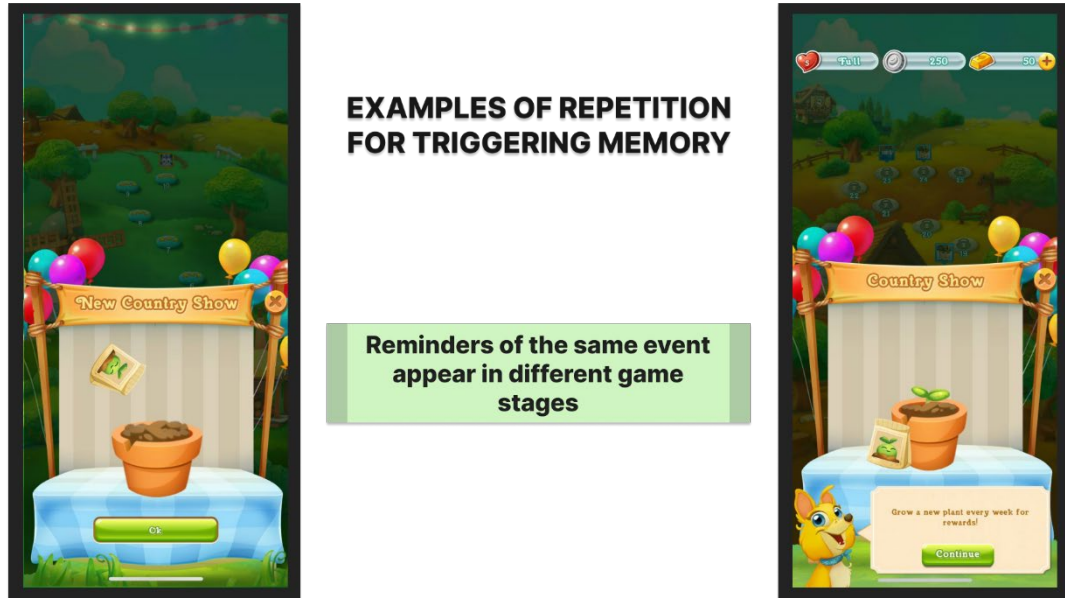 New Country Show
Ok
EXAMPLES OF REPETITION
FOR TRIGGERING MEMORY
Reminders of the same event
appear in different game
stages
Full
250
50
Country Show
Grow a new plant every week for
rewards!
Continue